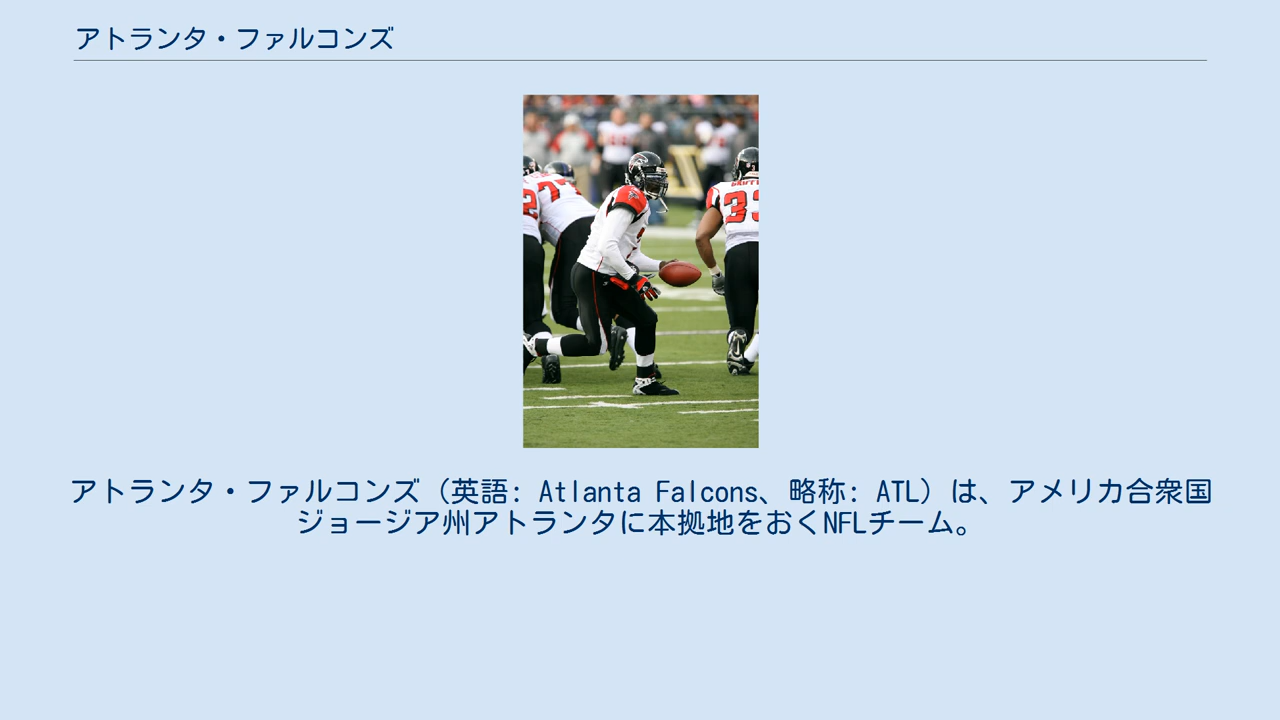 アトランタ・ファルコンズ
27
33
アトランタ・ファルコンズ（英語: Atlanta Falcons、略称: ATL）は、アメリカ合衆国
ジョージア州アトランタに本拠地をおくNFLチーム。